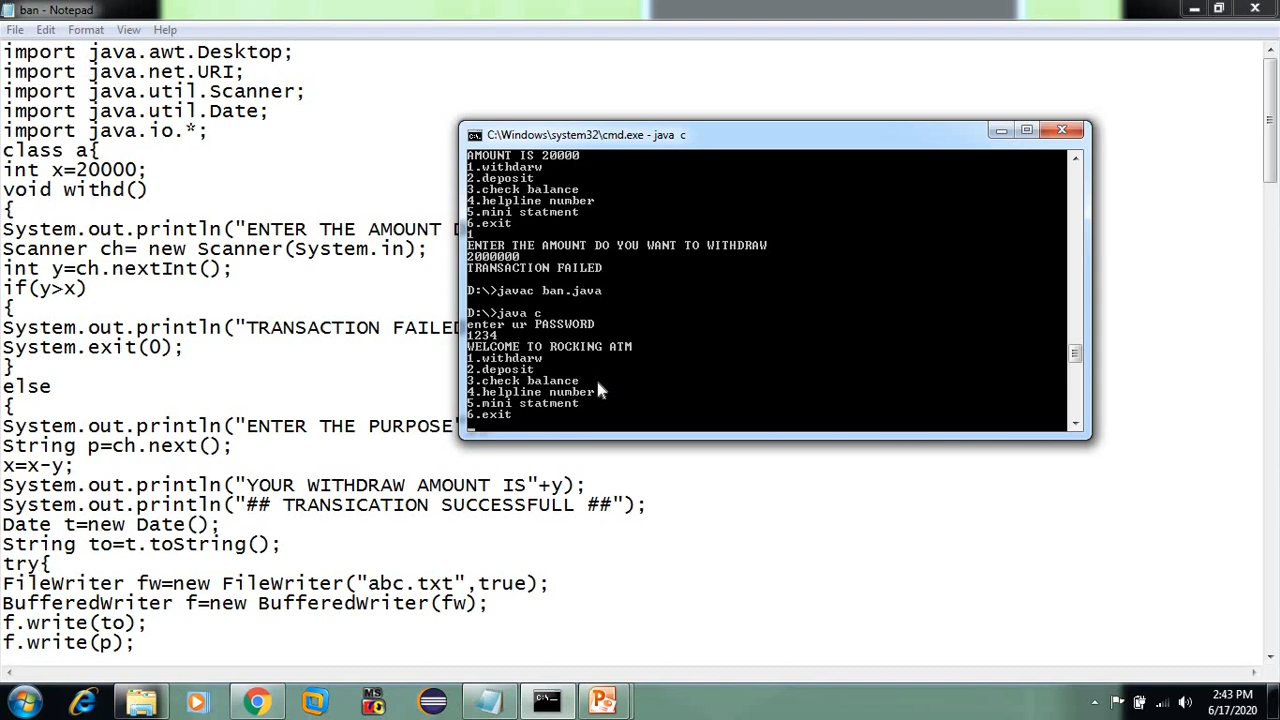 ban - Notepad
File Edit Format View Help
import java.awt.Desktop;
import java.net.URI;
import java.util.Scanner;
import java.util.Date;
import java.io.*;
class a{
int x=20000;
void withd()
{
System.out.println("ENTER THE AMOUNT D
Scanner ch= new Scanner(System.in);
int y=ch.nextInt();
if(y>x)
{
System.out.println("TRANSACTION FAILED
System.exit(0);
}
else
{
System.out.println("ENTER THE PURPOSE"
String p=ch.next();
x=x-y;
System.out.println("YOUR WITHDRAW AMOUNT IS"+y);
System.out.println("## TRANSICATION SUCCESSFULL ##");
Date t=new Date();
String to=t.toString();
try{
FileWriter fw=new FileWriter("abc.txt",true);
BufferedWriter f=new BufferedWriter(fw);
f.write(to);
f.write(p);
C:\Windows\system32\cmd.exe - java c
AMOUNT IS 20000
1.withdarw
2.deposit
3.check balance
4.helpline number
5.mini statment
6.exit
1
ENTER THE AMOUNT DO YOU WANT TO WITHDRAW
2000000
TRANSACTION FAILED
D:\>javac ban.java
D:\>java c
enter ur PASSWORD
1234
WELCOME TO ROCKING ATM
1.withdarw
2.deposit
3.check balance
4.helpline number
5.mini statment
6.exit
MS
2:43 PM
6/17/2020